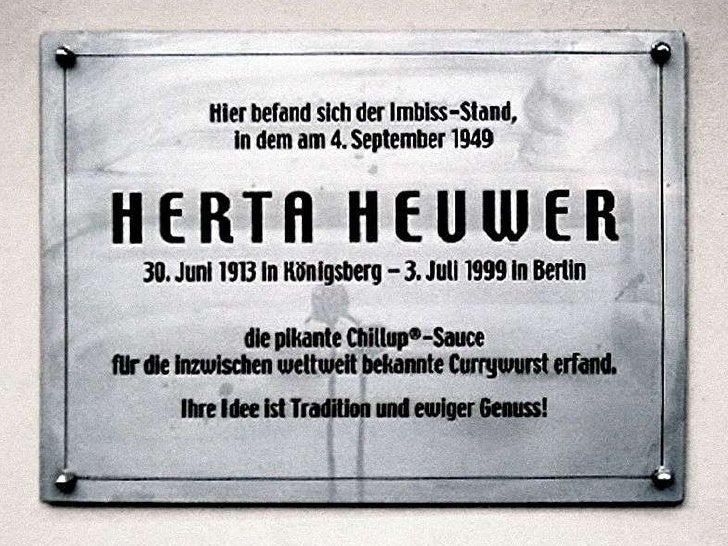 Hier befand sich der Imbiss-Stand,
in dem am 4. September 1949
HERTA HEUWER
30. Juni 1913 in Königsberg – 3. Juli 1999 in Berlin
die pikante Chillup®-Sauce
für die inzwischen weltweit bekannte Currywurst erfand.
Ihre Idee ist Tradition und ewiger Genuss!